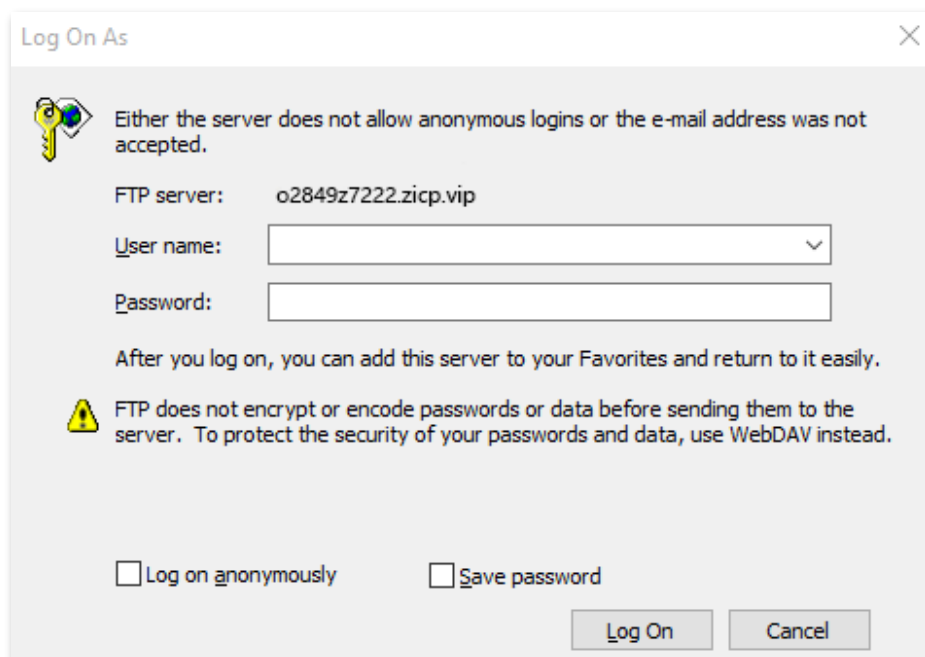 Log On As
Either the server does not allow anonymous logins or the e-mail address was not
accepted.
FTP server: o2849z7222.zicp.vip
User name:
Password:
After you log on, you can add this server to your Favorites and return to it easily.
FTP does not encrypt or encode passwords or data before sending them to the
server. To protect the security of your passwords and data, use WebDAV instead.
Log on anonymously Save password
Log On Cancel